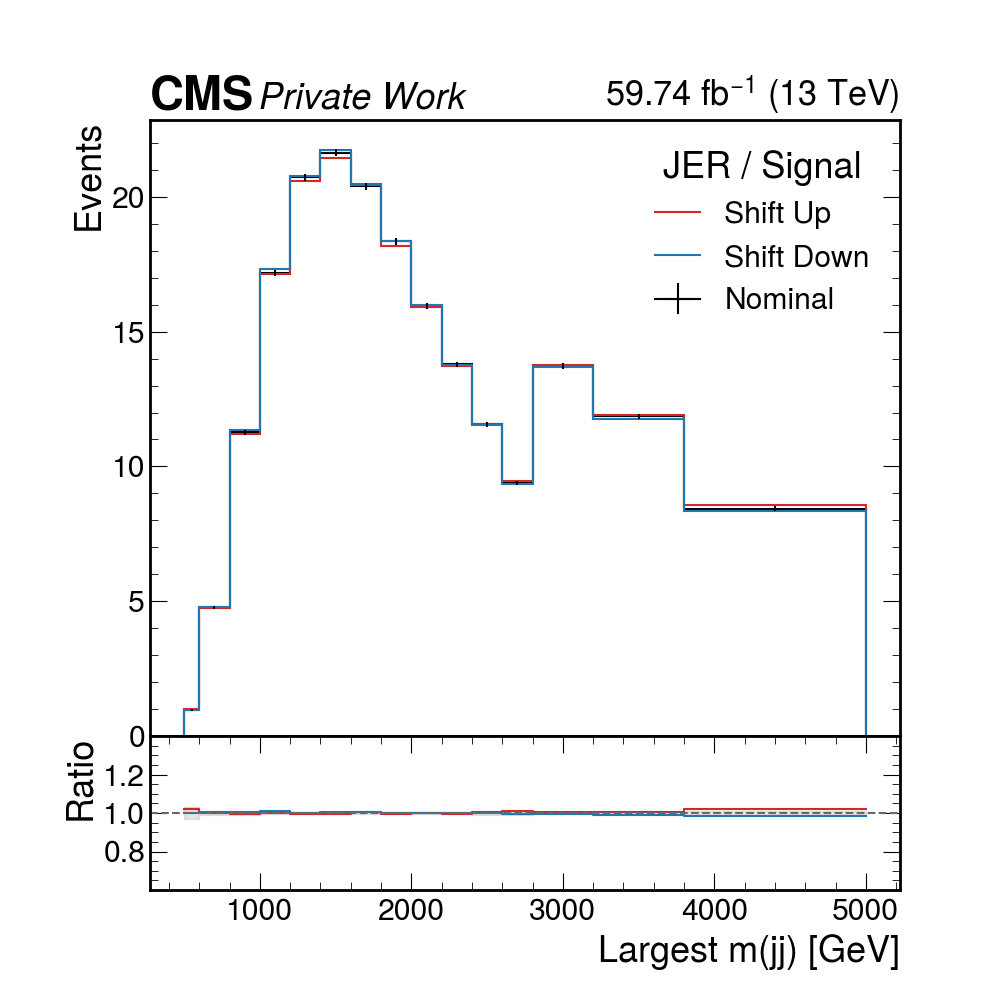 CMS Private Work 59.74 fb⁻¹ (13 TeV)
Events
20
15
10
5
0
JER / Signal
Shift Up
Shift Down
Nominal
Ratio
1.2
1.0
0.8
1000 2000 3000 4000 5000
Largest m(jj) [GeV]